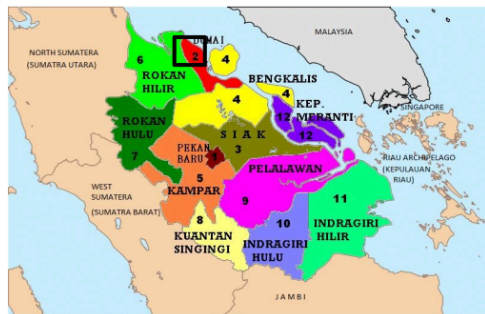 MALAYSIA
DUMAI
NORTH SUMATERA
(SUMATRA UTARA)
6
2
4
ROKAN
HILIR
BENGKALIS
4
4
KEP.
MERANTI
12
12
SINGAPORE
ROKAN
HULU
7
S I A K
3
PEKAN
BARU
1
PELALAWAN
RIAU ARCHIPELAGO
(KEPULAUAN
RIAU)
5
KAMPAR
WEST
SUMATERA
(SUMATRA BARAT)
9
11
8
KUANTAN
SINGINGI
10
INDRAGIRI
HULU
INDRAGIRI
HILIR
JAMBI